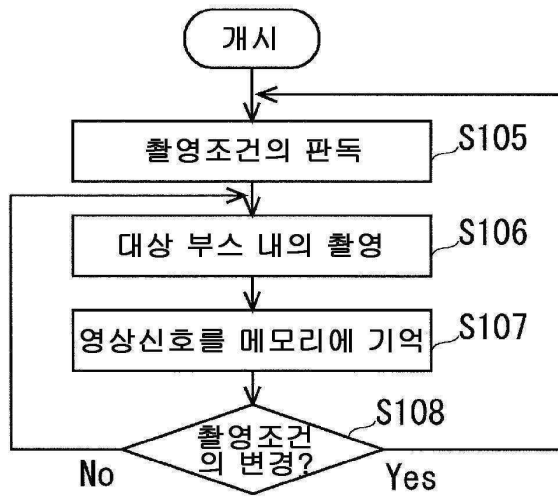 개시
촬영조건의 판독
S105
대상 부스 내의 촬영
S106
영상신호를 메모리에 기억
S107
촬영조건
의 변경?
S108
No
Yes